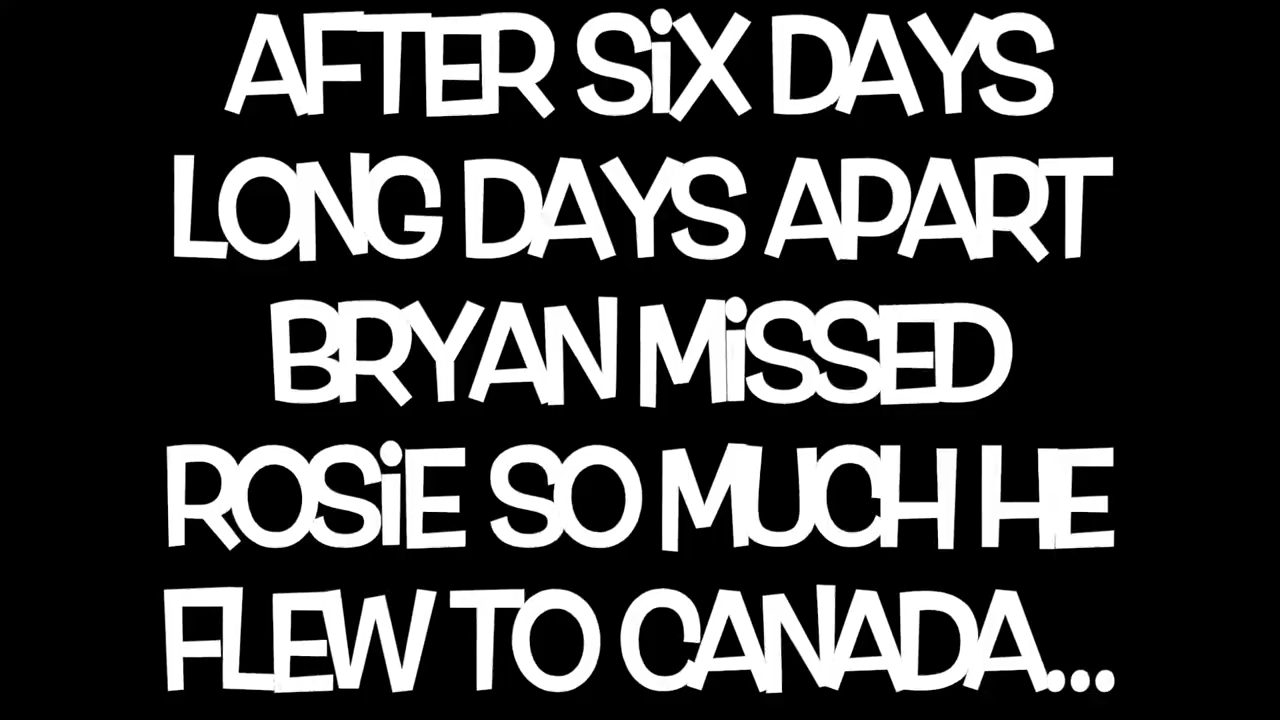 AFTER SiX DAYS
LONG DAYS APART
BRYAN MiSSED
ROSiE SO MUCH HE
FLEW TO CANADA...